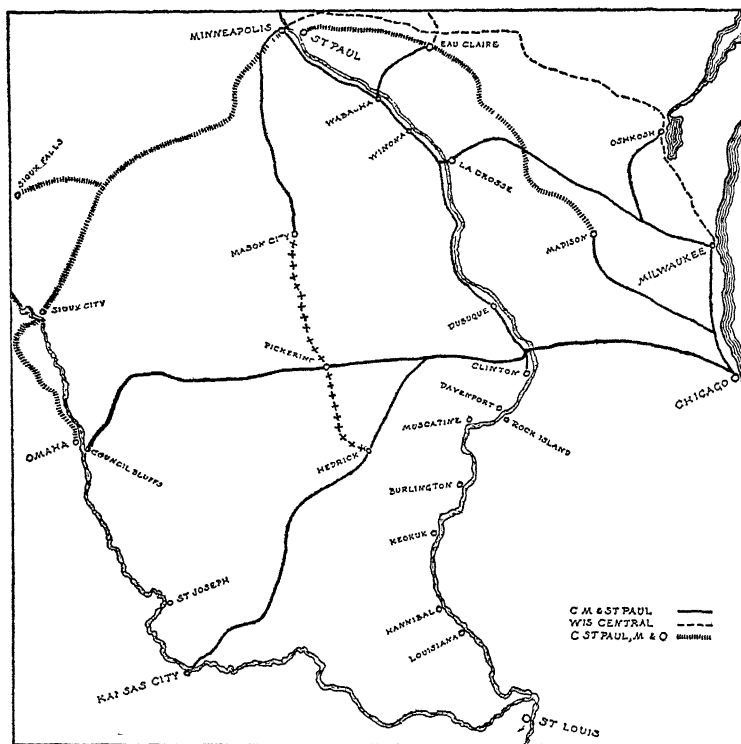 MINNEAPOLIS
ST PAUL
EAU CLAIRE
WABASHA
WINONA
OSHKOSH
SIOUX FALLS
LA CROSSE
MASON CITY
MADISON
MILWAUKEE
SIOUX CITY
DUBUQUE
PICKERING
CLINTON
CHICAGO
DAVENPORT
MUSCATINE
ROCK ISLAND
OMAHA
COUNCIL BLUFFS
HEDRICK
BURLINGTON
KEOKUK
ST JOSEPH
HANNIBAL
LOUISIANA
C M & ST PAUL
WIS CENTRAL
C ST PAUL, M & O
KANSAS CITY
ST LOUIS